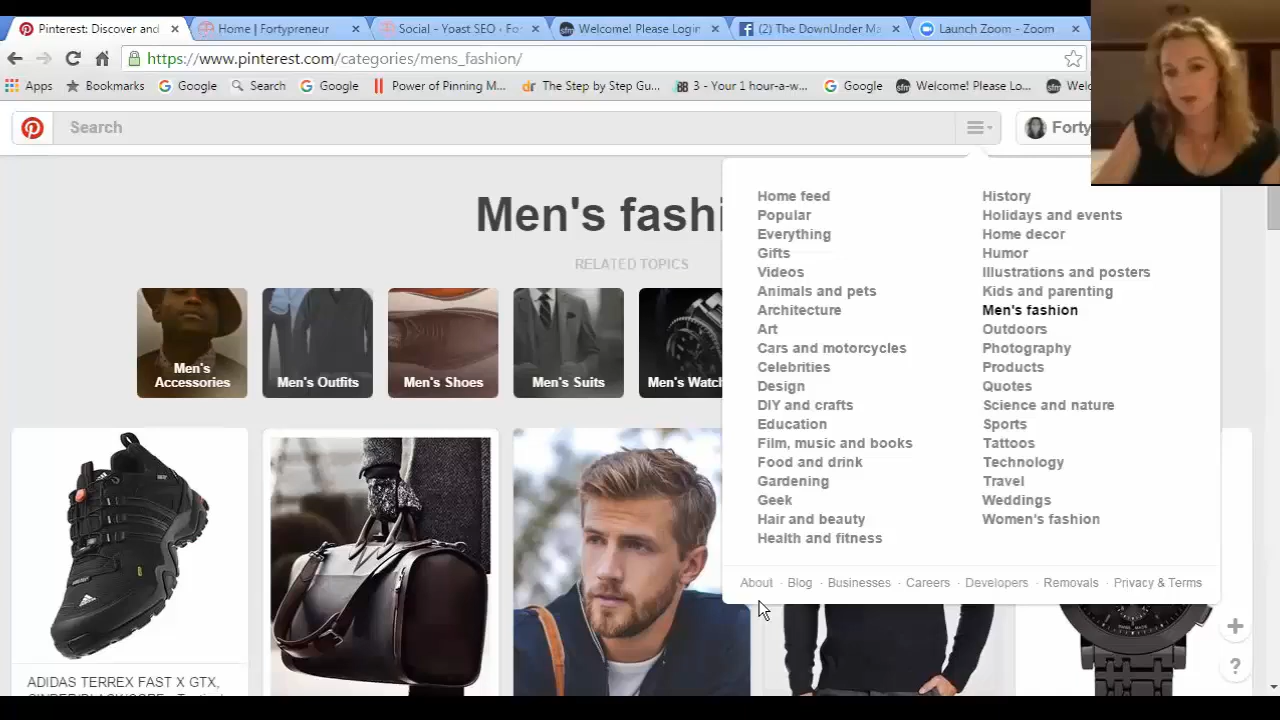 Pinterest: Discover and
Home | Fortypreneur
Social - Yoast SEO - Fo
Welcome! Please Login
(2) The DownUnder Ma
Launch Zoom - Zoom
https://www.pinterest.com/categories/mens_fashion/
Apps
Bookmarks
Google
Search
Google
Power of Pinning M...
dr The Step by Step Gu...
3 - Your 1 hour-a-w...
Google
sfm Welcome! Please Lo...
sfm Welc
Search
Forty
Men's fashi
RELATED TOPICS
Men's
Accessories
Men's Outfits
Men's Shoes
Men's Suits
Men's Watch
Home feed
Popular
Everything
Gifts
Videos
Animals and pets
Architecture
Art
Cars and motorcycles
Celebrities
Design
DIY and crafts
Education
Film, music and books
Food and drink
Gardening
Geek
Hair and beauty
Health and fitness
History
Holidays and events
Home decor
Humor
Illustrations and posters
Kids and parenting
Men's fashion
Outdoors
Photography
Products
Quotes
Science and nature
Sports
Tattoos
Technology
Travel
Weddings
Women's fashion
About · Blog · Businesses · Careers · Developers · Removals · Privacy & Terms
ADIDAS TERREX FAST X GTX,